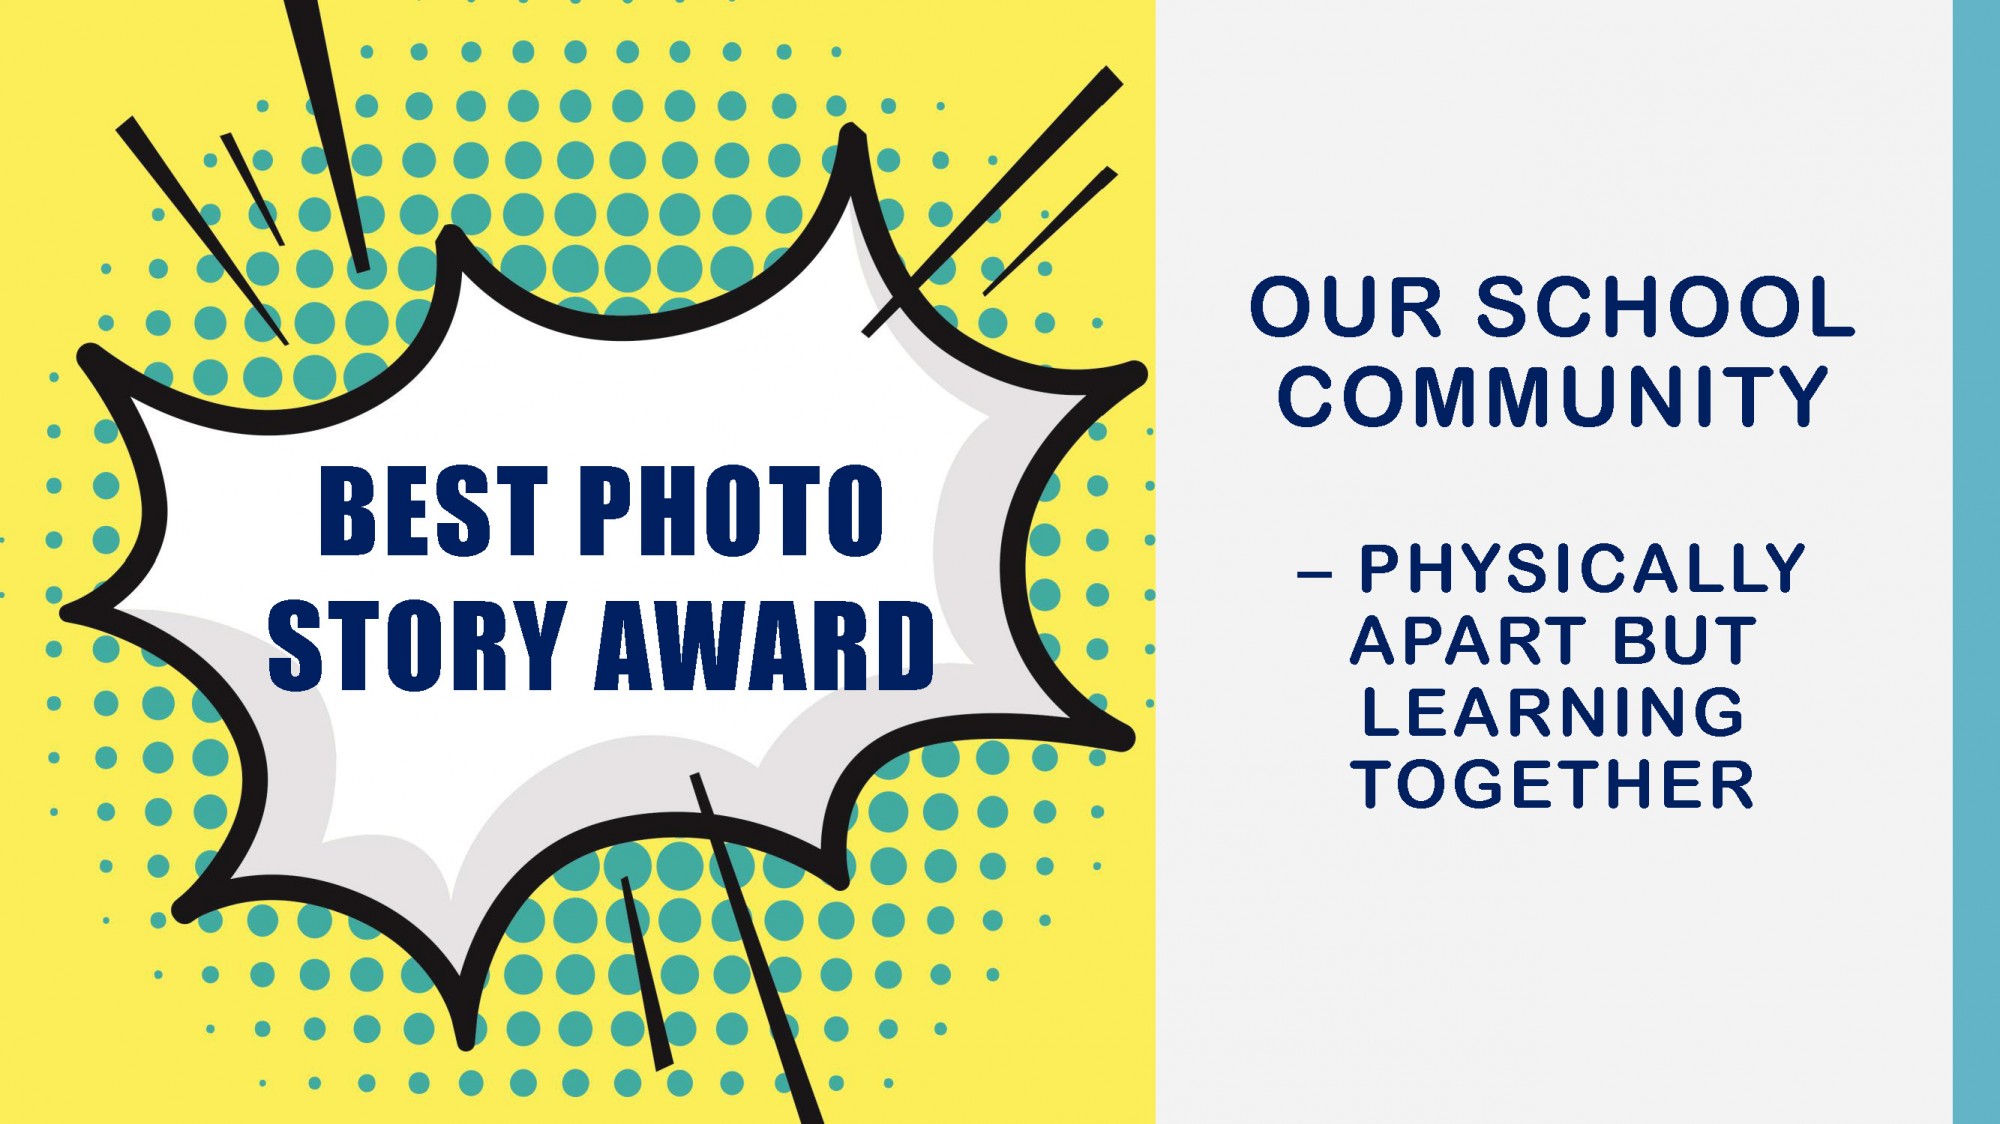 BEST PHOTO
STORY AWARD
OUR SCHOOL
COMMUNITY
– PHYSICALLY
APART BUT
LEARNING
TOGETHER